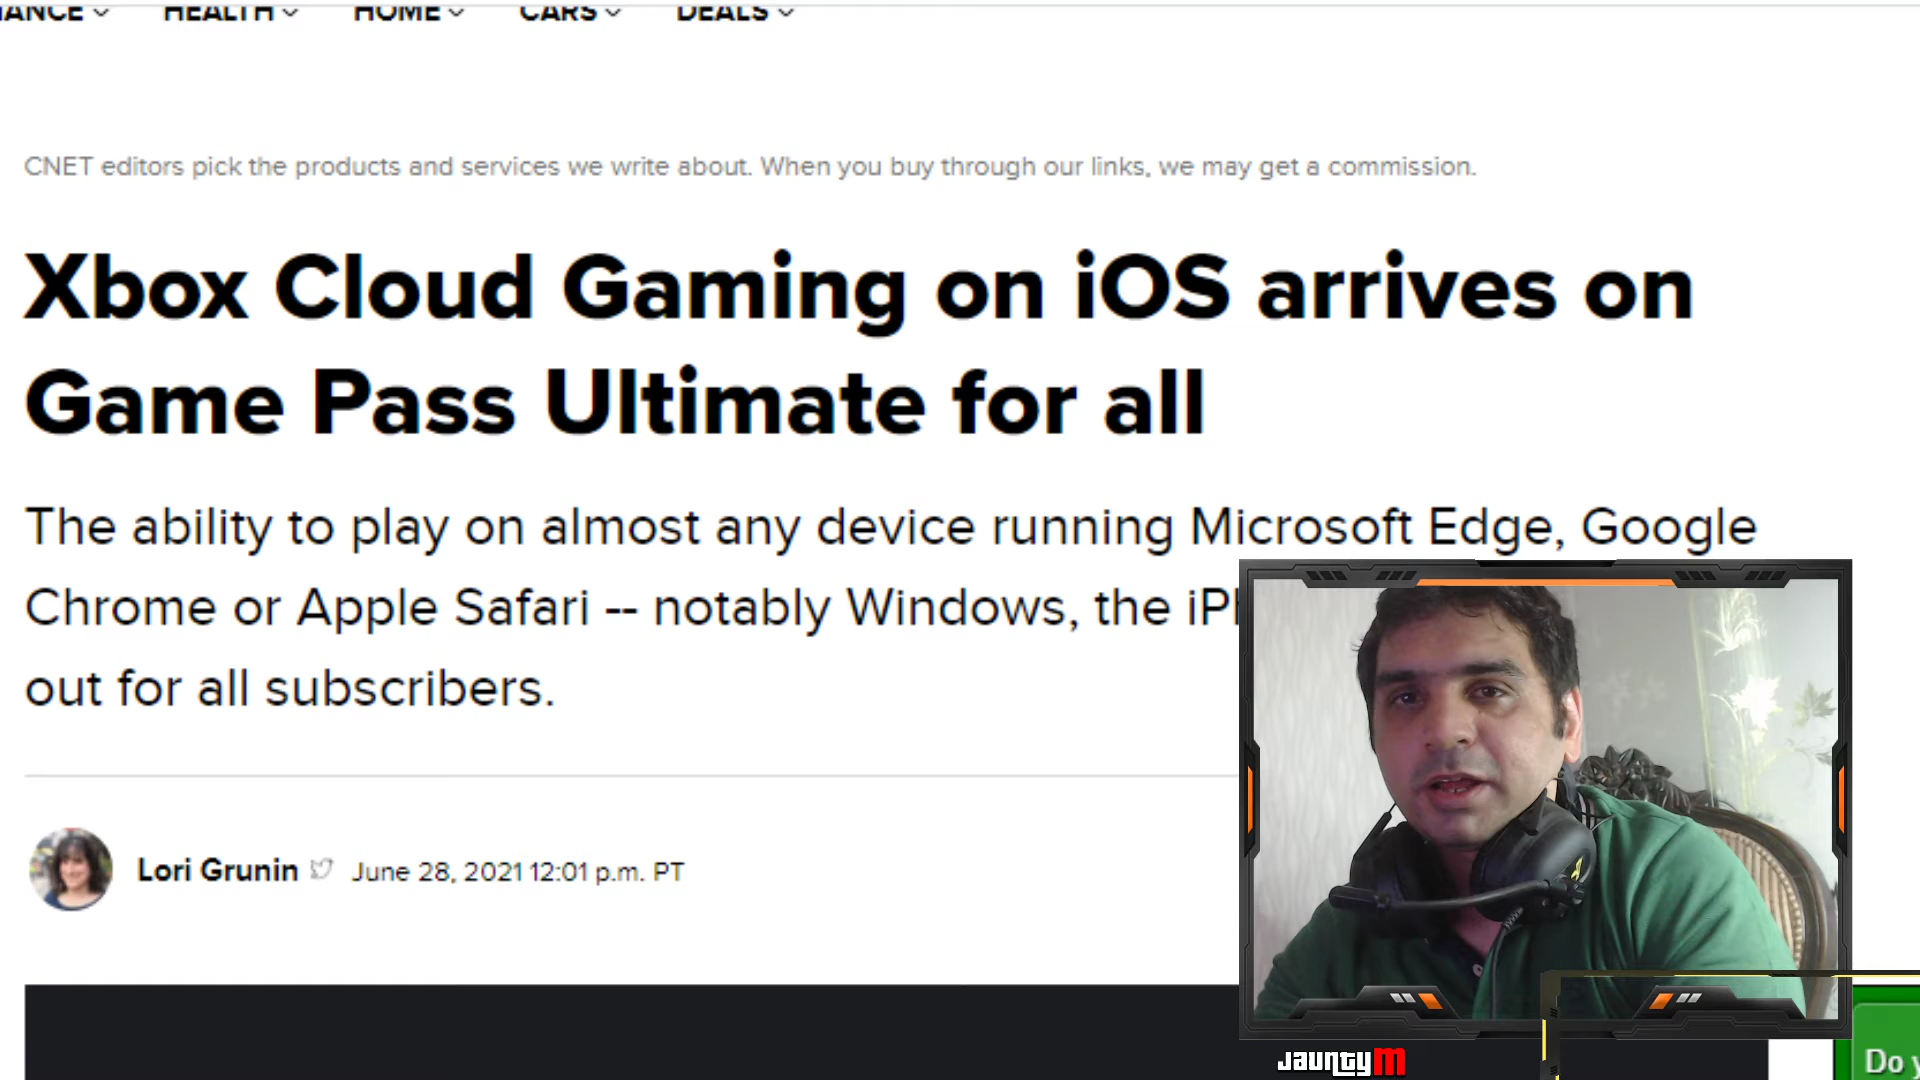 HEALTH HOME CARS DEALS
CNET editors pick the products and services we write about. When you buy through our links, we may get a commission.
Xbox Cloud Gaming on iOS arrives on
Game Pass Ultimate for all
The ability to play on almost any device running Microsoft Edge, Google
Chrome or Apple Safari -- notably Windows, the
out for all subscribers.
Lori Grunin June 28, 2021 12:01 p.m. PT
JauntyM
Do